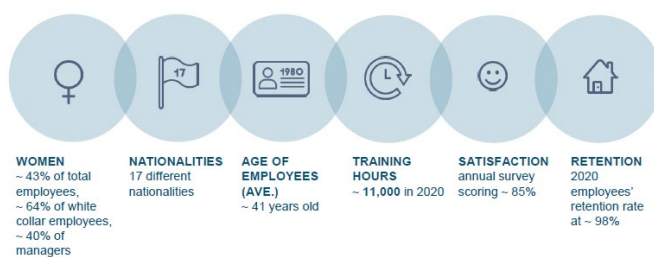 17
1980
WOMEN
~ 43% of total
employees,
~ 64% of white
collar employees,
~ 40% of
managers
NATIONALITIES
17 different
nationalities
AGE OF
EMPLOYEES
(AVE.)
~ 41 years old
TRAINING
HOURS
~ 11,000 in 2020
SATISFACTION
annual survey
scoring ~ 85%
RETENTION
2020
employees'
retention rate
at ~ 98%